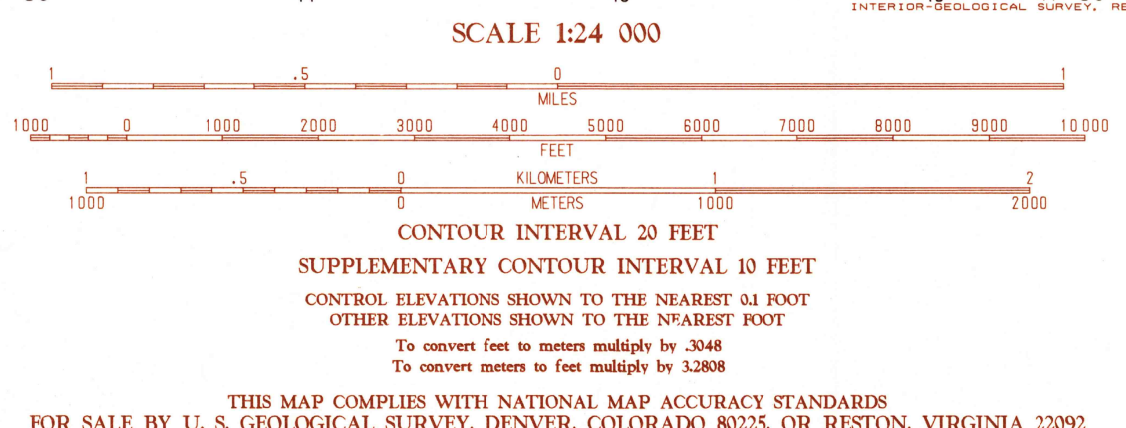 INTERIOR-GEOLOGICAL SURVEY, RE
SCALE 1:24 000
1 .5 0 1
MILES
1000 0 1000 2000 3000 4000 5000 6000 7000 8000 9000 10 000
FEET
1 .5 0 KILOMETERS 1 2
1000 0 METERS 1000 2000
CONTOUR INTERVAL 20 FEET
SUPPLEMENTARY CONTOUR INTERVAL 10 FEET
CONTROL ELEVATIONS SHOWN TO THE NEAREST 0.1 FOOT
OTHER ELEVATIONS SHOWN TO THE NEAREST FOOT
To convert feet to meters multiply by .3048
To convert meters to feet multiply by 3.2808
THIS MAP COMPLIES WITH NATIONAL MAP ACCURACY STANDARDS
FOR SALE BY U. S. GEOLOGICAL SURVEY, DENVER, COLORADO 80225, OR RESTON, VIRGINIA 22092